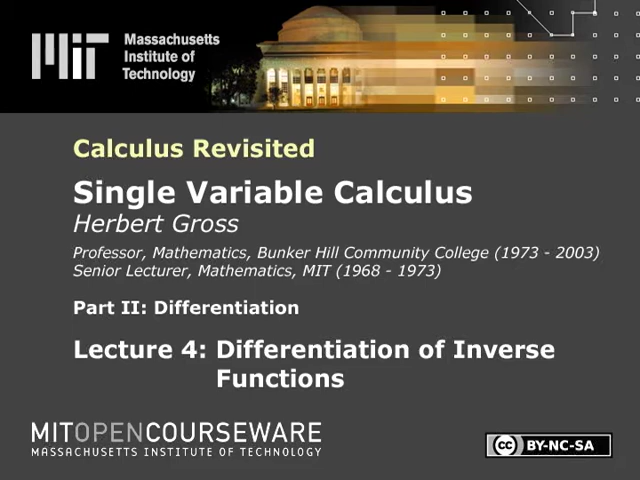 Massachusetts
Institute of
Technology
Calculus Revisited
Single Variable Calculus
Herbert Gross
Professor, Mathematics, Bunker Hill Community College (1973 - 2003)
Senior Lecturer, Mathematics, MIT (1968 - 1973)
Part II: Differentiation
Lecture 4: Differentiation of Inverse
Functions
MITOPENCOURSEWARE
MASSACHUSETTS INSTITUTE OF TECHNOLOGY
cc BY-NC-SA